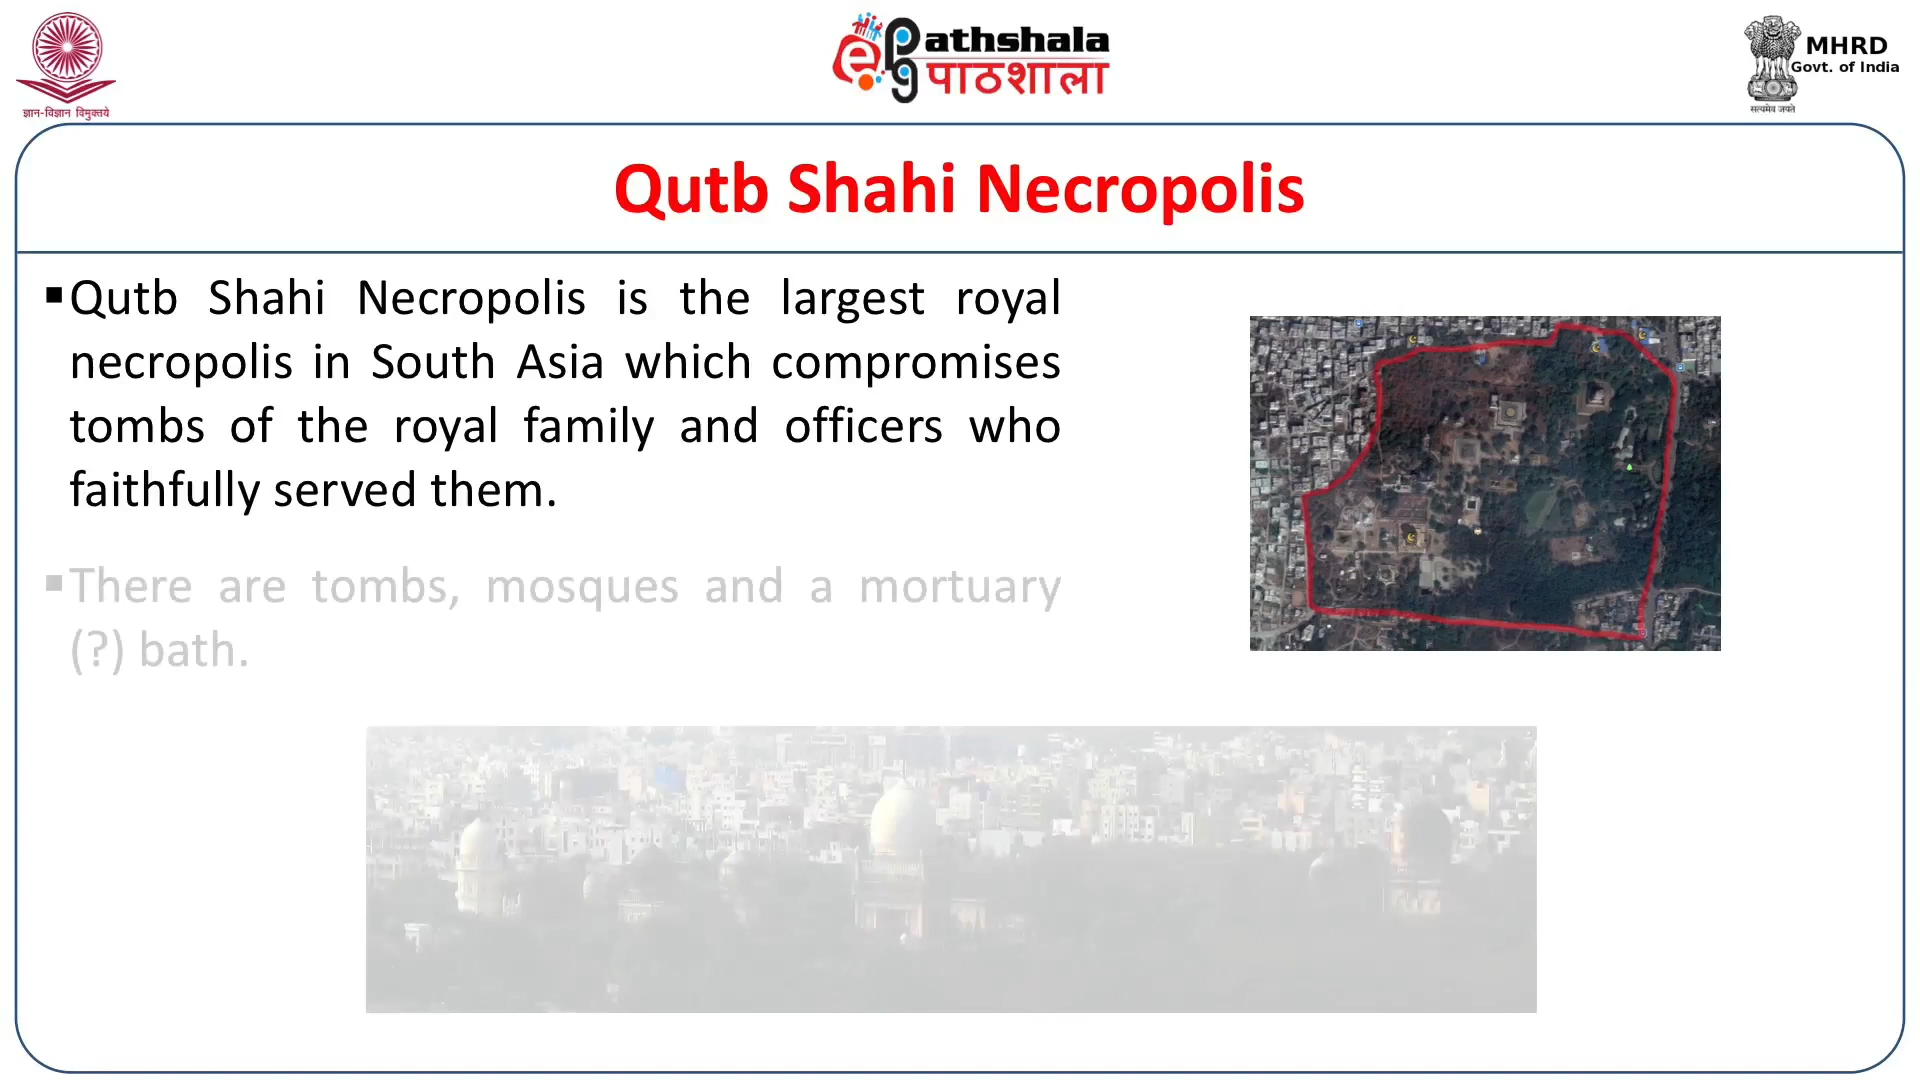 ज्ञान-विज्ञान विमुक्तये
ePG Pathshala
पाठशाला
MHRD
Govt. of India
सत्यमेव जयते
Qutb Shahi Necropolis
▪Qutb Shahi Necropolis is the largest royal
necropolis in South Asia which compromises
tombs of the royal family and officers who
faithfully served them.
▪There are tombs, mosques and a mortuary
(?) bath.